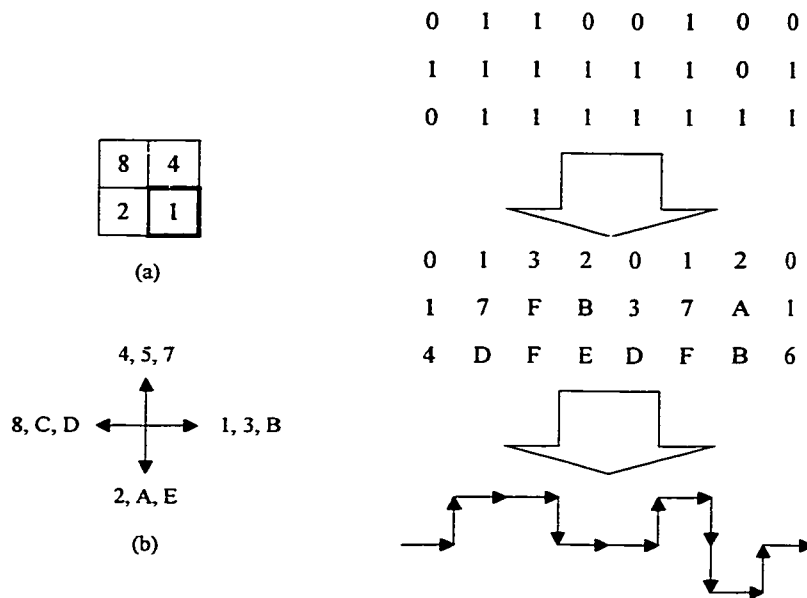 0 1 1 0 0 1 0 0
1 1 1 1 1 1 0 1
0 1 1 1 1 1 1 1
8 4
2 1
(a)
0 1 3 2 0 1 2 0
1 7 F B 3 7 A 1
4 D F E D F B 6
4, 5, 7
8, C, D
1, 3, B
2, A, E
(b)